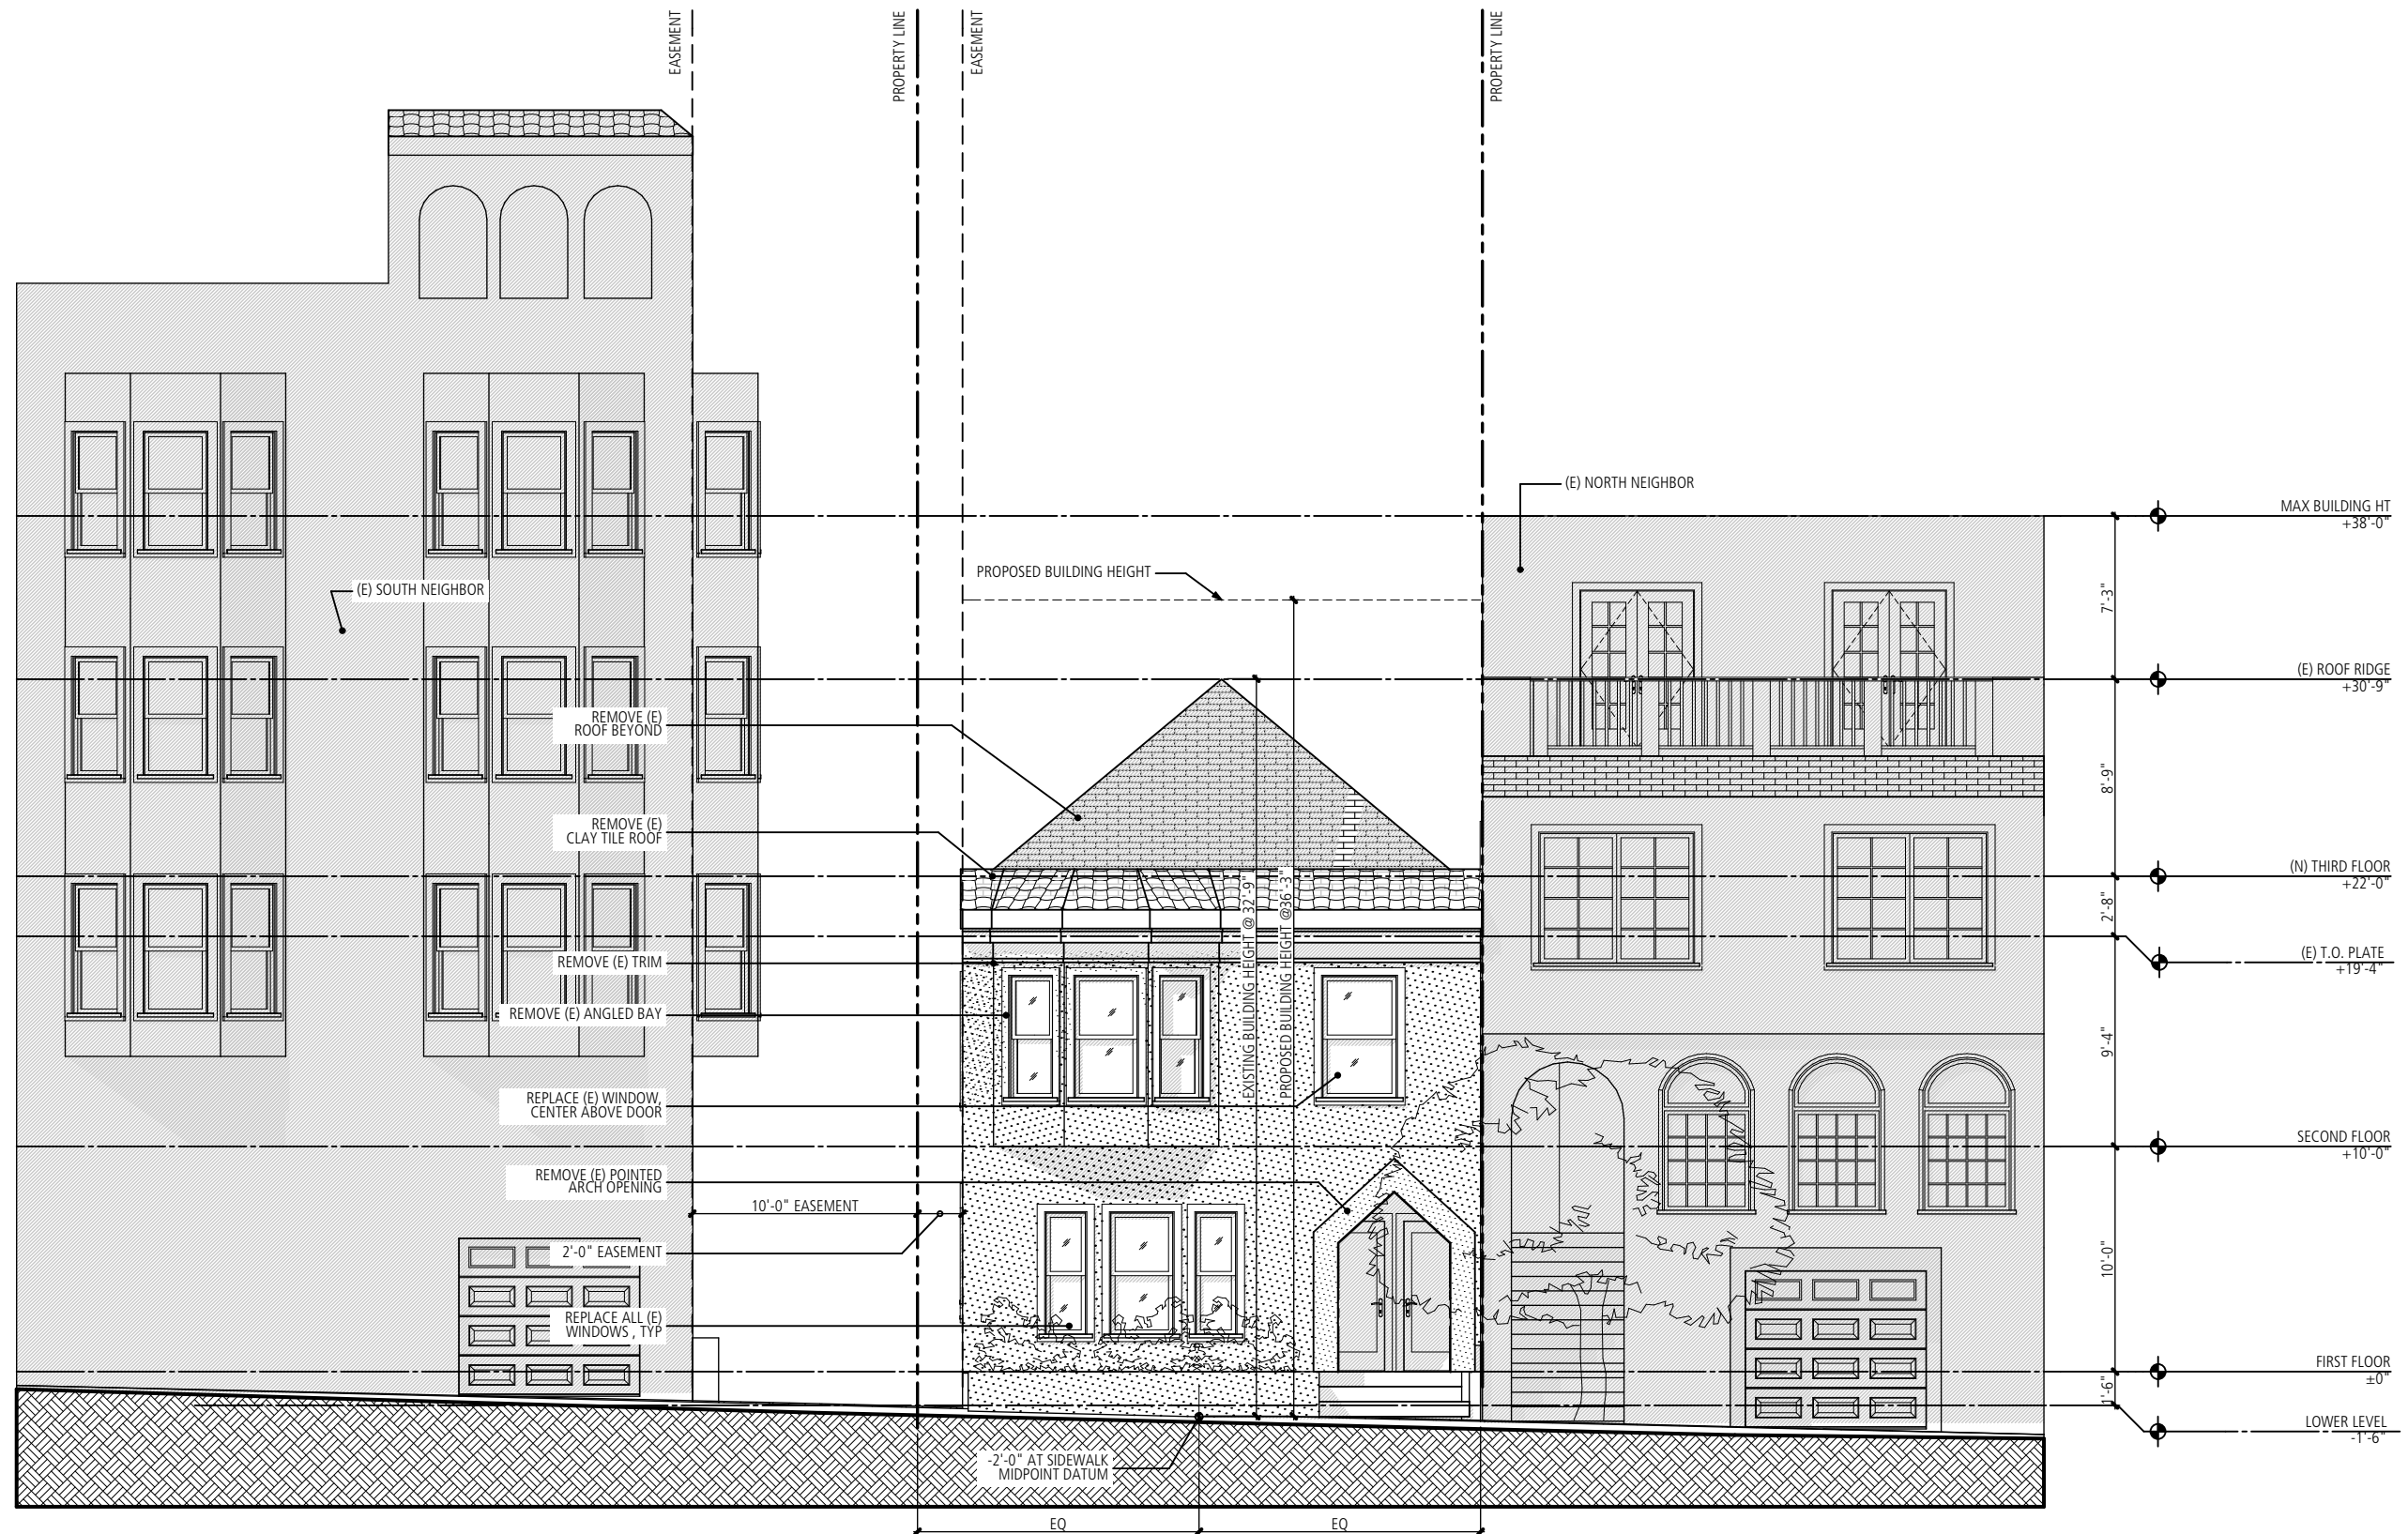 EASEMENT
PROPERTY LINE
EASEMENT
PROPERTY LINE
(E) NORTH NEIGHBOR
MAX BUILDING HT
+38'-0"
PROPOSED BUILDING HEIGHT
(E) SOUTH NEIGHBOR
7'-3"
(E) ROOF RIDGE
+30'-9"
REMOVE (E)
ROOF BEYOND
8'-9"
REMOVE (E)
CLAY TILE ROOF
(N) THIRD FLOOR
+22'-0"
2'-8"
EXISTING BUILDING HEIGHT @ 32'-9"
PROPOSED BUILDING HEIGHT @36'-3"
(E) T.O. PLATE
+19'-4"
REMOVE (E) TRIM
REMOVE (E) ANGLED BAY
9'-4"
REPLACE (E) WINDOW,
CENTER ABOVE DOOR
SECOND FLOOR
+10'-0"
REMOVE (E) POINTED
ARCH OPENING
10'-0" EASEMENT
2'-0" EASEMENT
10'-0"
REPLACE ALL (E)
WINDOWS , TYP
FIRST FLOOR
±0"
1'-6"
LOWER LEVEL
-1'-6"
-2'-0" AT SIDEWALK
MIDPOINT DATUM
EQ
EQ